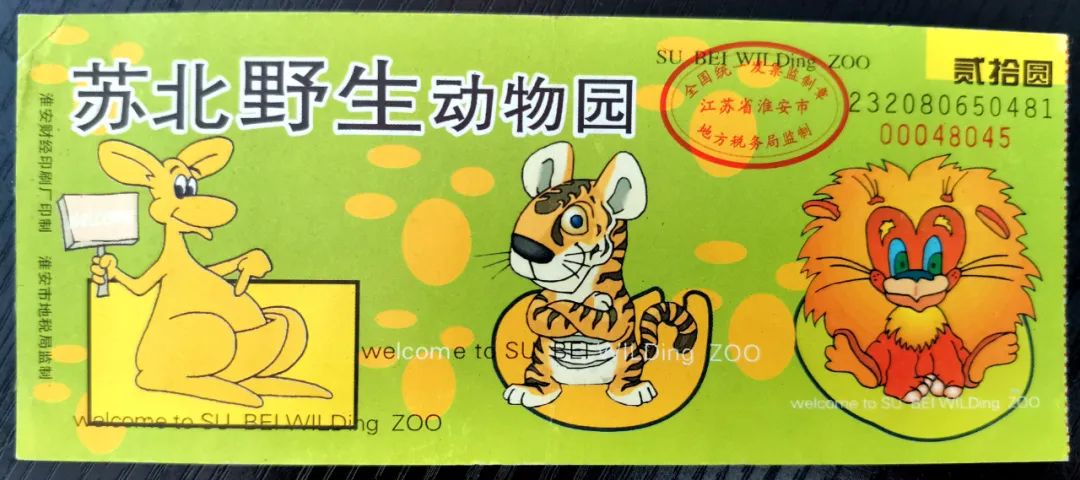 苏北野生动物园
SU BEI WILDing ZOO
贰拾圆
全国统一发票监制章
江苏省淮安市
地方税务局监制
232080650481
00048045
淮安财经印刷厂印制 淮安市地税局监制
WELCOME
welcome to SU BEI WILDing ZOO
welcome to SU BEI WILDing ZOO
welcome to SU BEI WILDing ZOO